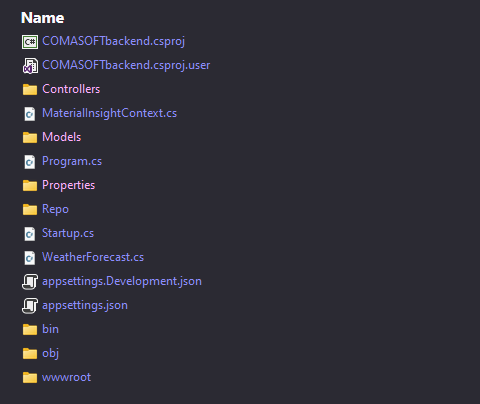 Name
COMASOFTbackend.csproj
COMASOFTbackend.csproj.user
Controllers
MaterialInsightContext.cs
Models
Program.cs
Properties
Repo
Startup.cs
WeatherForecast.cs
appsettings.Development.json
appsettings.json
bin
obj
wwwroot